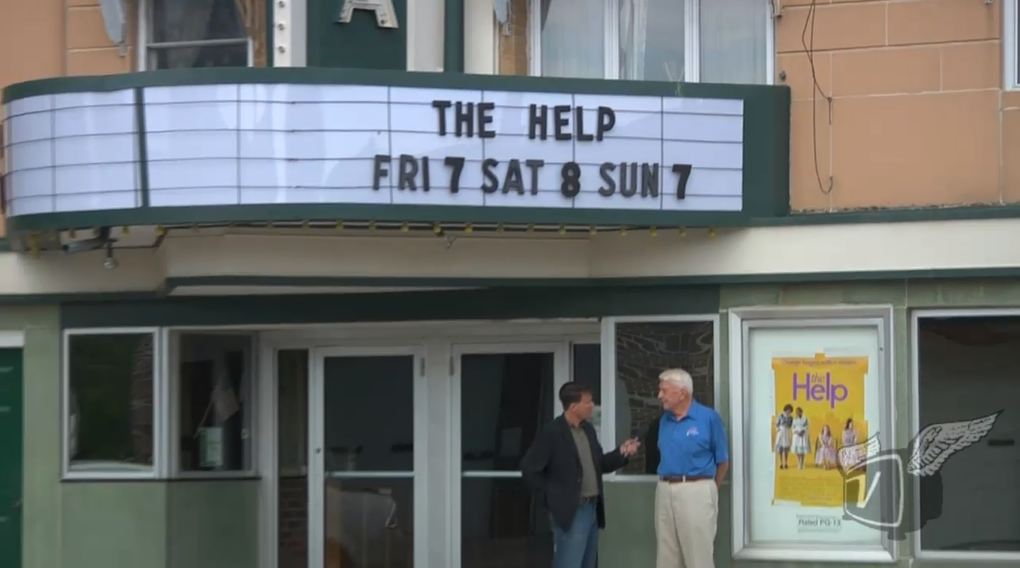 A
THE HELP
FRI 7 SAT 8 SUN 7
the
Help
Rated PG-13